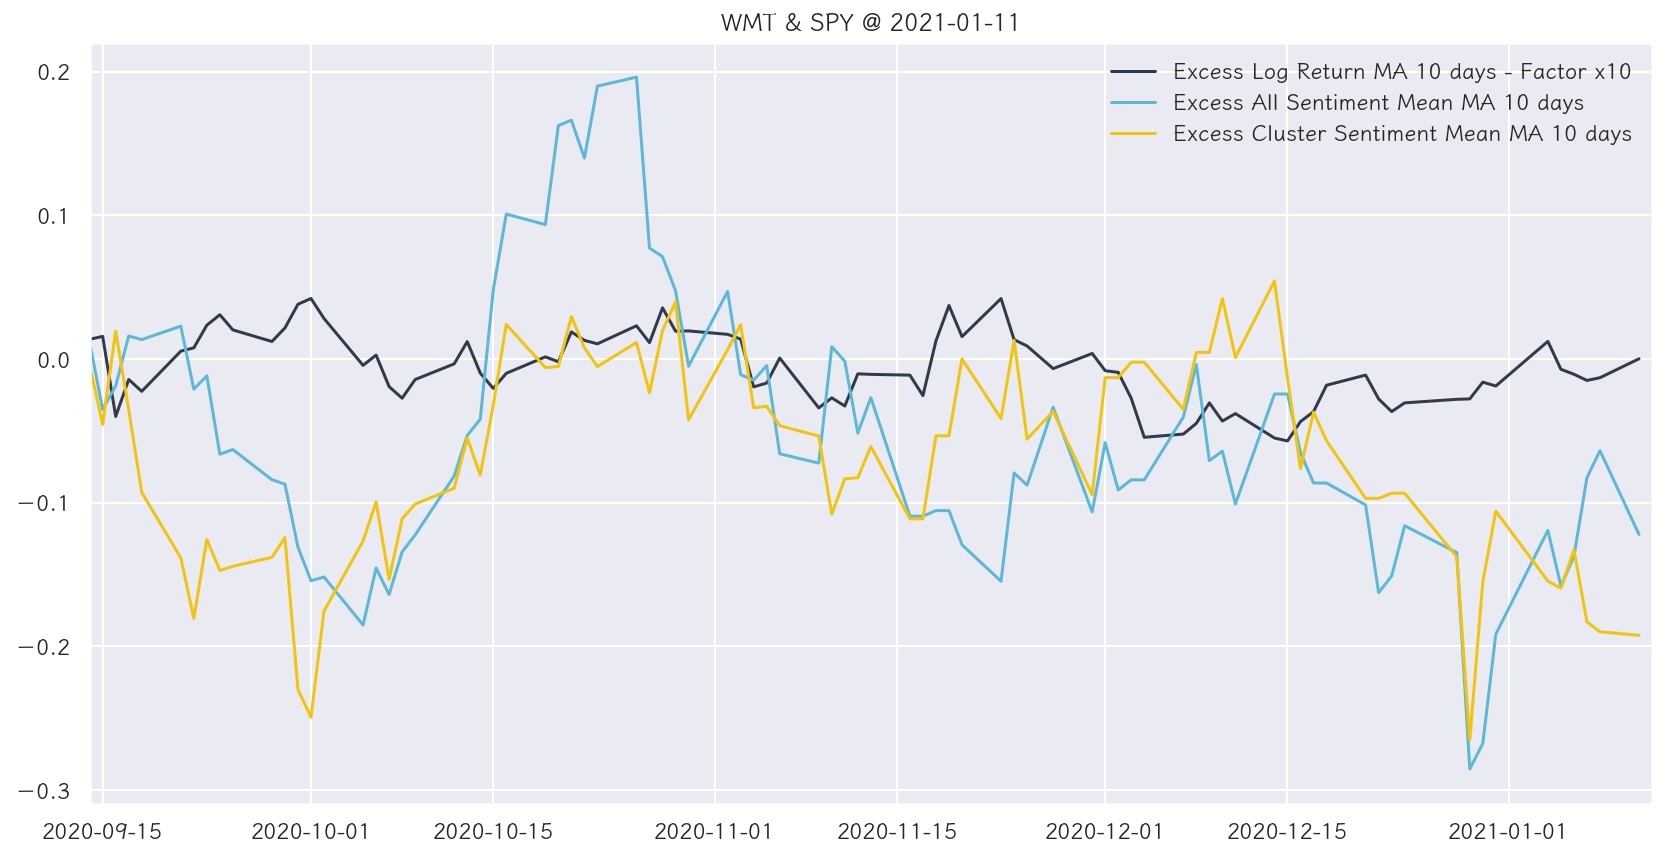 WMT & SPY @ 2021-01-11
Excess Log Return MA 10 days - Factor x10
Excess All Sentiment Mean MA 10 days
Excess Cluster Sentiment Mean MA 10 days
0.2
0.1
0.0
−0.1
−0.2
−0.3
2020-09-15 2020-10-01 2020-10-15 2020-11-01 2020-11-15 2020-12-01 2020-12-15 2021-01-01